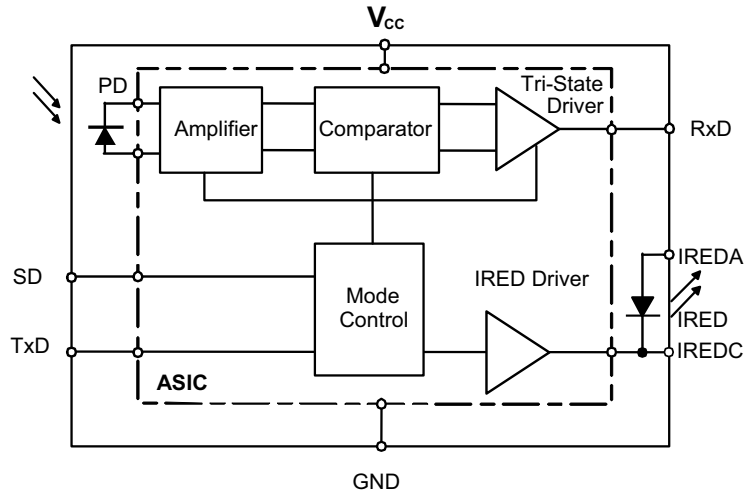 VCC
PD
Tri-State
Driver
Amplifier
Comparator
RxD
SD
Mode
Control
IRED Driver
IREDA
IRED
TxD
IREDC
ASIC
GND